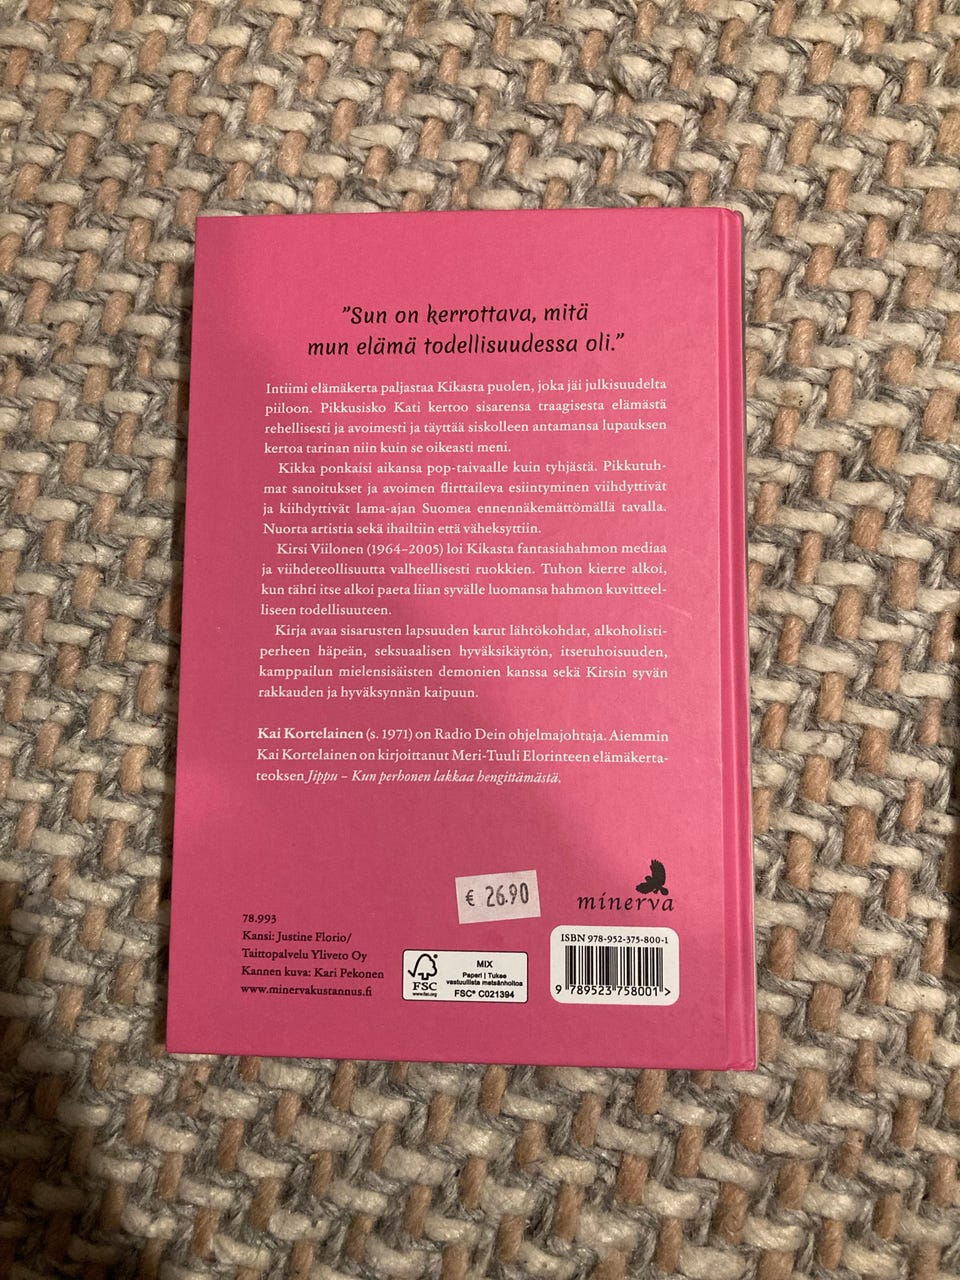 ”Sun on kerrottava, mitä
mun elämä todellisuudessa oli.”
Intiimi elämäkerta paljastaa Kikasta puolen, joka jäi julkisuudelta
piiloon. Pikkusisko Kati kertoo sisarensa traagisesta elämästä
rehellisesti ja avoimesti ja täyttää siskolleen antamansa lupauksen
kertoa tarinan niin kuin se oikeasti meni.
Kikka ponkaisi aikansa pop-taivaalle kuin tyhjästä. Pikkutuh-
mat sanoitukset ja avoimen flirttaileva esiintyminen viihdyttivät
ja kiihdyttivät lama-ajan Suomea ennennäkemättömällä tavalla.
Nuorta artistia sekä ihailtiin että väheksyttiin.
Kirsi Viilonen (1964–2005) loi Kikasta fantasiahahmon mediaa
ja viihdeteollisuutta valheellisesti ruokkien. Tuhon kierre alkoi,
kun tähti itse alkoi paeta liian syvälle luomansa hahmon kuvitteel-
liseen todellisuuteen.
Kirja avaa sisarusten lapsuuden karut lähtökohdat, alkoholisti-
perheen häpeän, seksuaalisen hyväksikäytön, itsetuhoisuuden,
kamppailun mielensisäisten demonien kanssa sekä Kirsin syvän
rakkauden ja hyväksynnän kaipuun.
Kai Kortelainen (s. 1971) on Radio Dein ohjelmajohtaja. Aiemmin
Kai Kortelainen on kirjoittanut Meri-Tuuli Elorinteen elämäkerta-
teoksen Jippu – Kun perhonen lakkaa hengittämästä.
€ 26.90
minerva
78.993
Kansi: Justine Florio/
Taittopalvelu Yliveto Oy
Kannen kuva: Kari Pekonen
www.minervakustannus.fi
FSC
www.fsc.org
MIX
Paperi | Tukee
vastuullista metsänhoitoa
FSC® C021394
ISBN 978-952-375-800-1
9 789523 758001 >